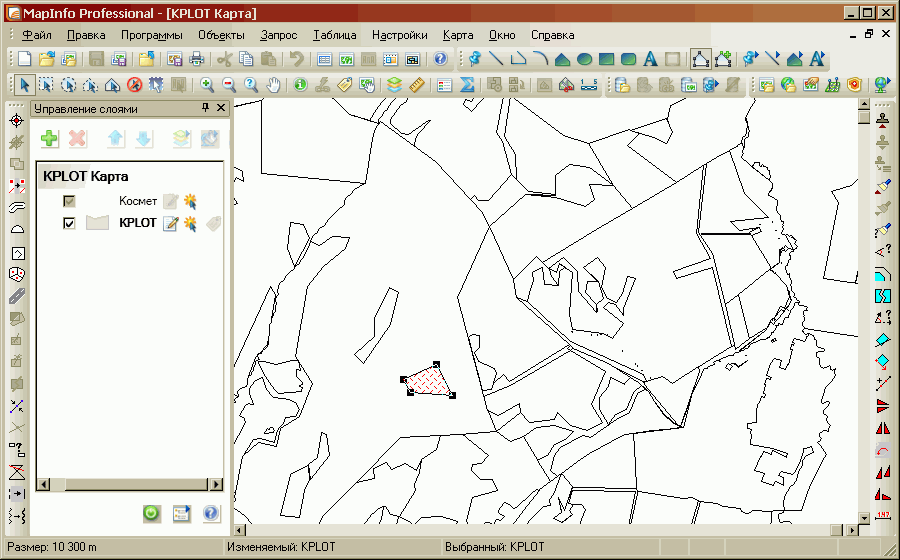 MapInfo Professional - [KPLOT Карта]
Файл Правка Программы Объекты Запрос Таблица Настройки Карта Окно Справка
Управление слоями
KPLOT Карта
Космет
KPLOT
Размер: 10 300 m Изменяемый: KPLOT Выбранный: KPLOT